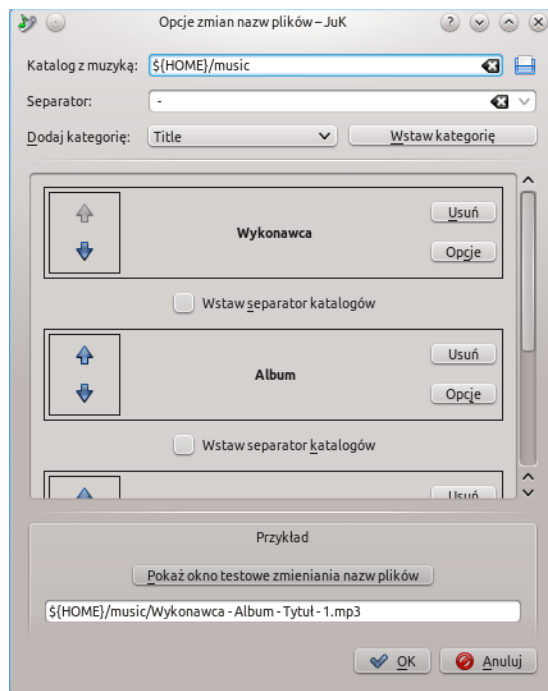 Opcje zmian nazw plików – JuK
Katalog z muzyką: ${HOME}/music
Separator: -
Dodaj kategorię: Title Wstaw kategorię
Usuń
Wykonawca
Opcje
Wstaw separator katalogów
Usuń
Album
Opcje
Wstaw separator katalogów
Usuń
Przykład
Pokaż okno testowe zmieniania nazw plików
${HOME}/music/Wykonawca - Album - Tytuł - 1.mp3
OK Anuluj